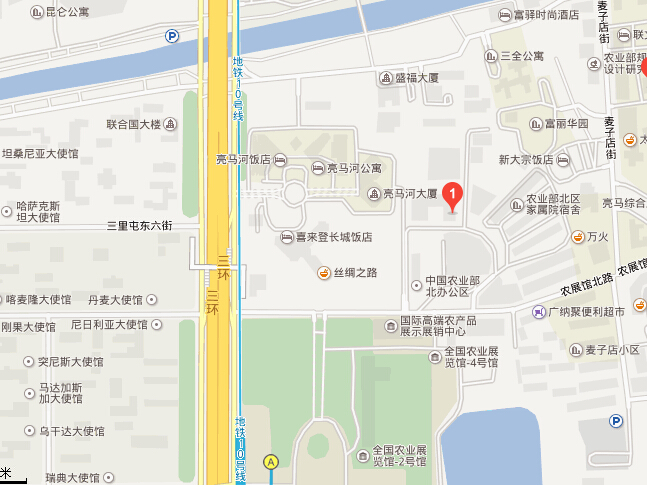 昆仑公寓
P
地铁10号线
富驿时尚酒店
麦子店街
联
三全公寓
农业部规
设计研究
盛福大厦
联合国大楼
富丽华园
麦子店街
太
坦桑尼亚大使馆
亮马河饭店
亮马河公寓
新大宗饭店
亮马河大厦
1
农业部北区
家属院宿舍
亮马综合
哈萨克斯
坦大使馆
三里屯东六街
喜来登长城饭店
万火
三环
丝绸之路
中国农业部
北办公区
农展馆北路
农展馆
喀麦隆大使馆
丹麦大使馆
三环
广纳聚便利超市
刚果大使馆
尼日利亚大使馆
国际高端农产品
展示展销中心
全国农业展
览馆-4号馆
麦子店小区
突尼斯大使馆
马达加斯
加大使馆
P
乌干达大使馆
地铁10号线
全国农业展
览馆-2号馆
A
米
瑞典大使馆